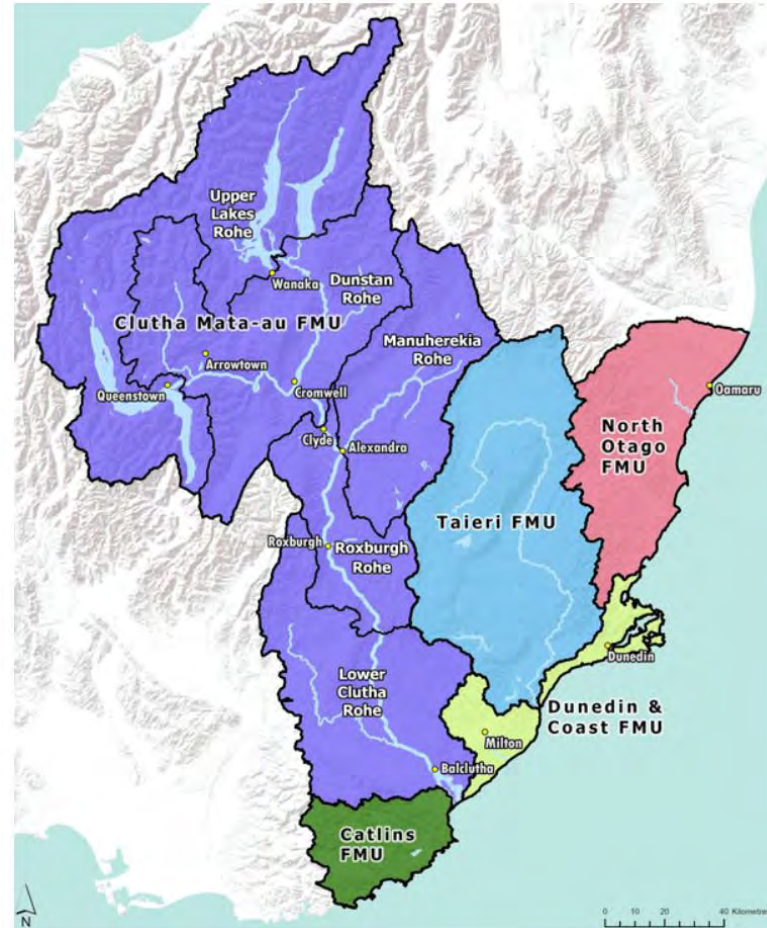 Upper
Lakes
Rohe
Wanaka
Dunstan
Rohe
Clutha Mata-au FMU
Manuherekia
Rohe
Arrowtown
Queenstown
Cromwell
Oamaru
Clyde
Alexandra
North
Otago
FMU
Taieri FMU
Roxburgh
Roxburgh
Rohe
Dunedin
Lower
Clutha
Rohe
Dunedin &
Coast FMU
Milton
Balclutha
Catlins
FMU
N
0 10 20 40 Kilometres